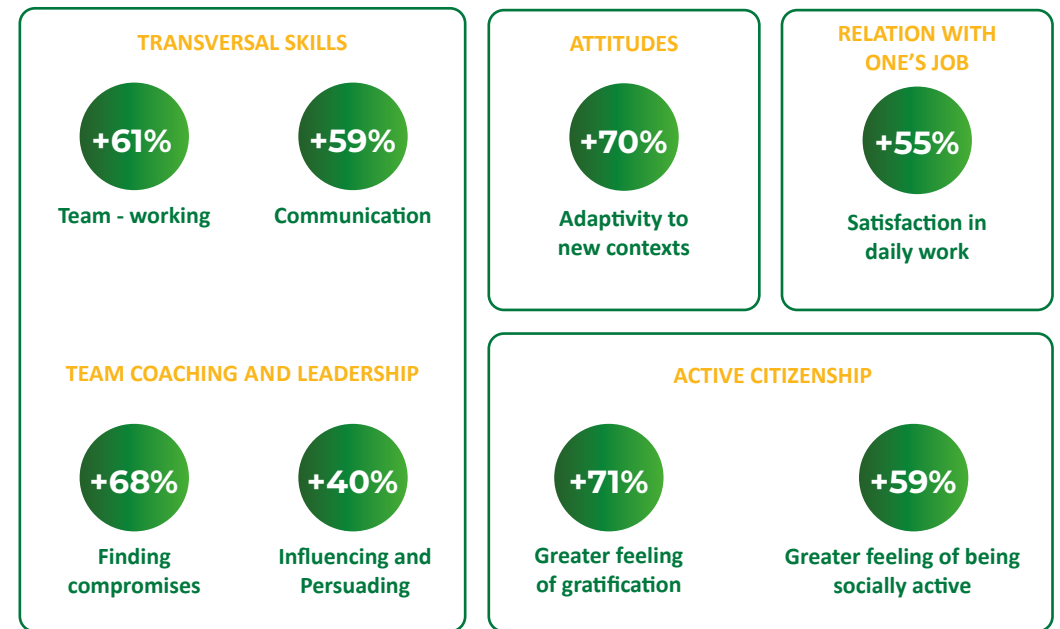 TRANSVERSAL SKILLS
+61%
Team - working
+59%
Communication
TEAM COACHING AND LEADERSHIP
+68%
Finding
compromises
+40%
Influencing and
Persuading
ATTITUDES
+70%
Adaptivity to
new contexts
RELATION WITH
ONE'S JOB
+55%
Satisfaction in
daily work
ACTIVE CITIZENSHIP
+71%
Greater feeling
of gratification
+59%
Greater feeling of being
socially active